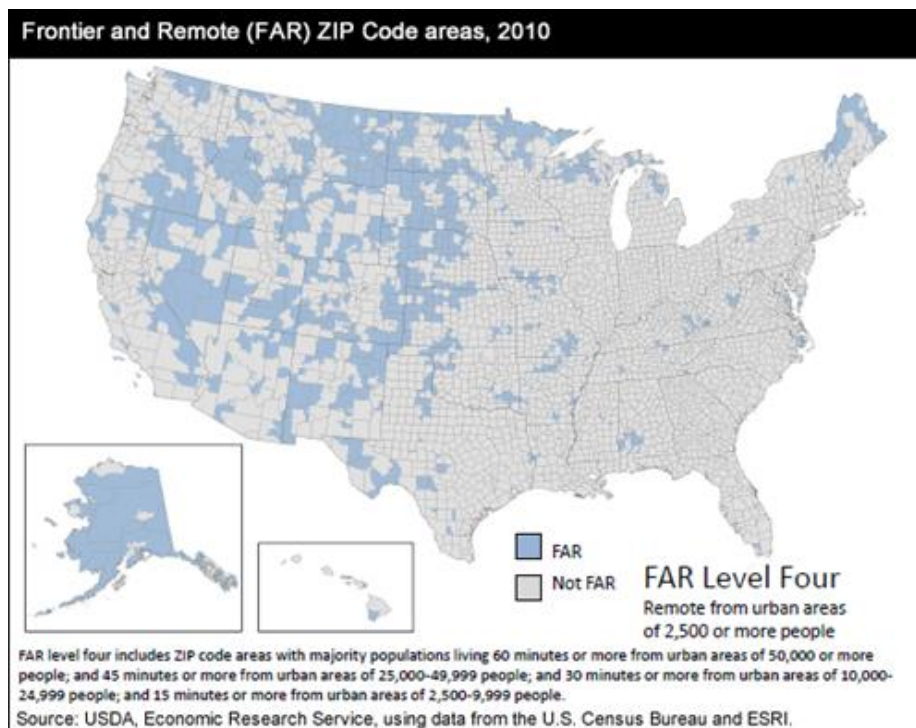 Frontier and Remote (FAR) ZIP Code areas, 2010
FAR
Not FAR
FAR Level Four
Remote from urban areas
of 2,500 or more people
FAR level four includes ZIP code areas with majority populations living 60 minutes or more from urban areas of 50,000 or more
people; and 45 minutes or more from urban areas of 25,000-49,999 people; and 30 minutes or more from urban areas of 10,000-
24,999 people; and 15 minutes or more from urban areas of 2,500-9,999 people.
Source: USDA, Economic Research Service, using data from the U.S. Census Bureau and ESRI.